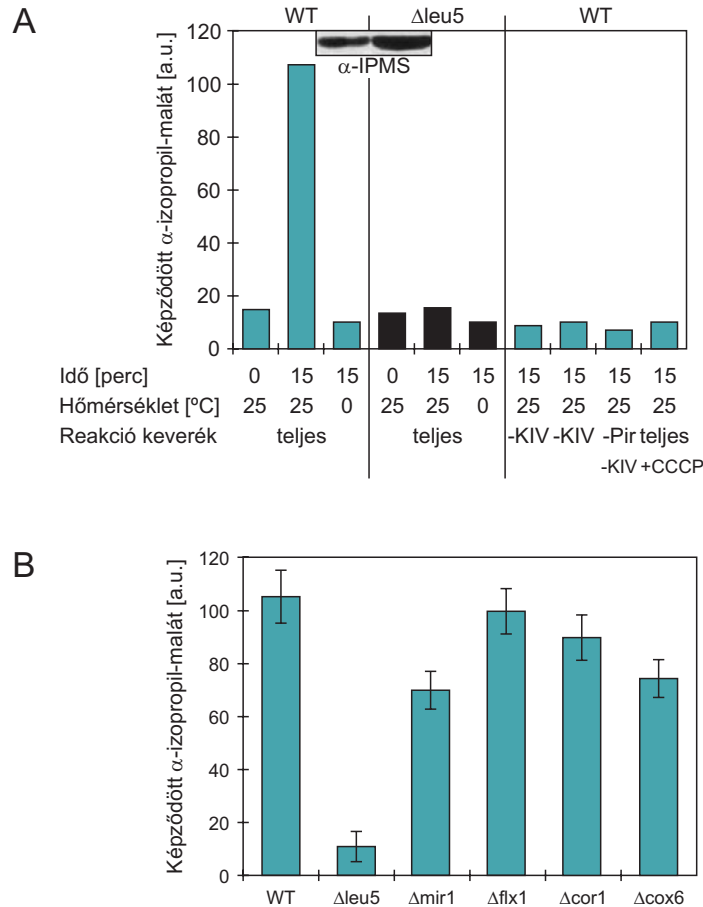 A
WT Δleu5 WT
α-IPMS
Képződött α-izopropil-malát [a.u.]
120
100
80
60
40
20
0
Idő [perc] 0 15 15 0 15 15 15 15 15 15
Hőmérséklet [ºC] 25 25 0 25 25 0 25 25 25 25
Reakció keverék teljes teljes -KIV -KIV -Pir teljes
-KIV +CCCP
B
Képződött α-izopropil-malát [a.u.]
120
100
80
60
40
20
0
WT Δleu5 Δmir1 Δflx1 Δcor1 Δcox6